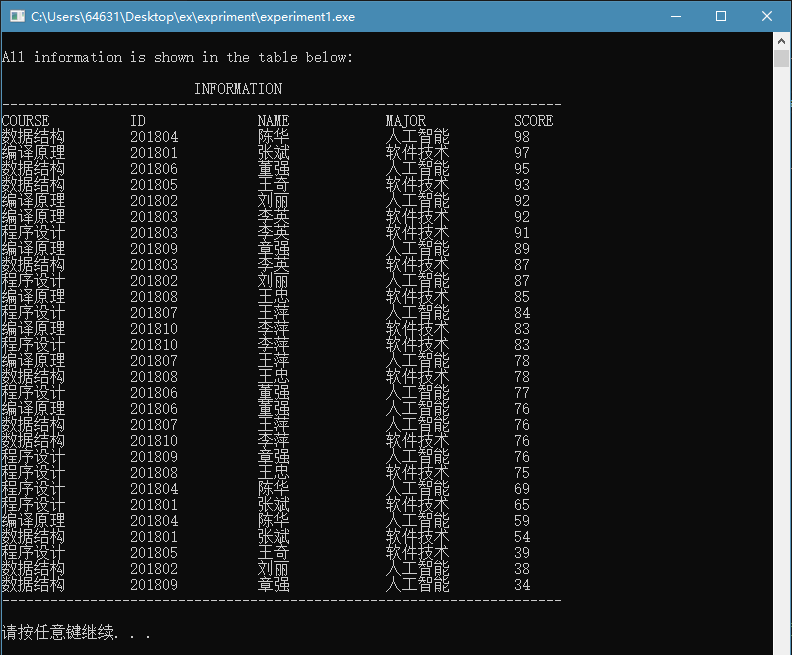 C:\Users\64631\Desktop\ex\expriment\experiment1.exe
All information is shown in the table below:
INFORMATION
----------------------------------------------------------------------
COURSE ID NAME MAJOR SCORE
数据结构 201804 陈华 人工智能 98
编译原理 201801 张斌 软件技术 97
数据结构 201806 董强 人工智能 95
数据结构 201805 王奇 软件技术 93
编译原理 201802 刘丽 人工智能 92
编译原理 201803 李英 软件技术 92
程序设计 201803 李英 软件技术 91
编译原理 201809 章强 人工智能 89
数据结构 201803 李英 软件技术 87
程序设计 201802 刘丽 人工智能 87
编译原理 201808 王忠 软件技术 85
程序设计 201807 王萍 人工智能 84
编译原理 201810 李萍 软件技术 83
程序设计 201810 李萍 软件技术 83
编译原理 201807 王萍 人工智能 78
数据结构 201808 王忠 软件技术 78
程序设计 201806 董强 人工智能 77
编译原理 201806 董强 人工智能 76
数据结构 201807 王萍 人工智能 76
数据结构 201810 李萍 软件技术 76
程序设计 201809 章强 人工智能 76
程序设计 201808 王忠 软件技术 75
程序设计 201804 陈华 人工智能 69
程序设计 201801 张斌 软件技术 65
编译原理 201804 陈华 人工智能 59
数据结构 201801 张斌 软件技术 54
程序设计 201805 王奇 软件技术 39
数据结构 201802 刘丽 人工智能 38
数据结构 201809 章强 人工智能 34
----------------------------------------------------------------------
请按任意键继续. . .